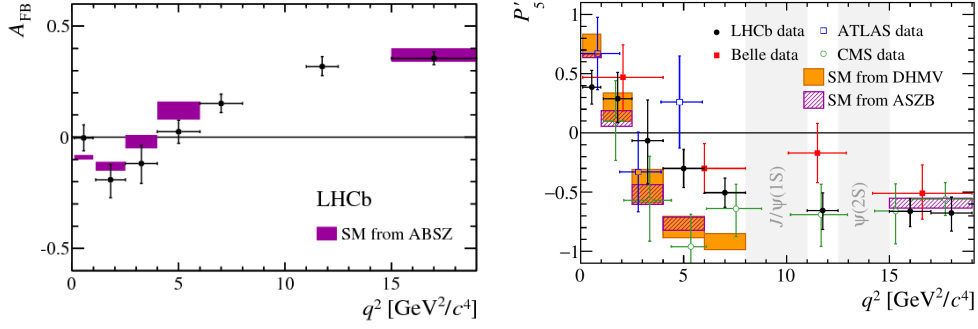 A_FB
0.5
0
-0.5
LHCb
SM from ABSZ
0
5
10
15
q² [GeV²/c⁴]
P′₅
1
0.5
0
−0.5
−1
LHCb data
ATLAS data
Belle data
CMS data
SM from DHMV
SM from ASZB
J/ψ(1S)
ψ(2S)
0
5
10
15
q² [GeV²/c⁴]